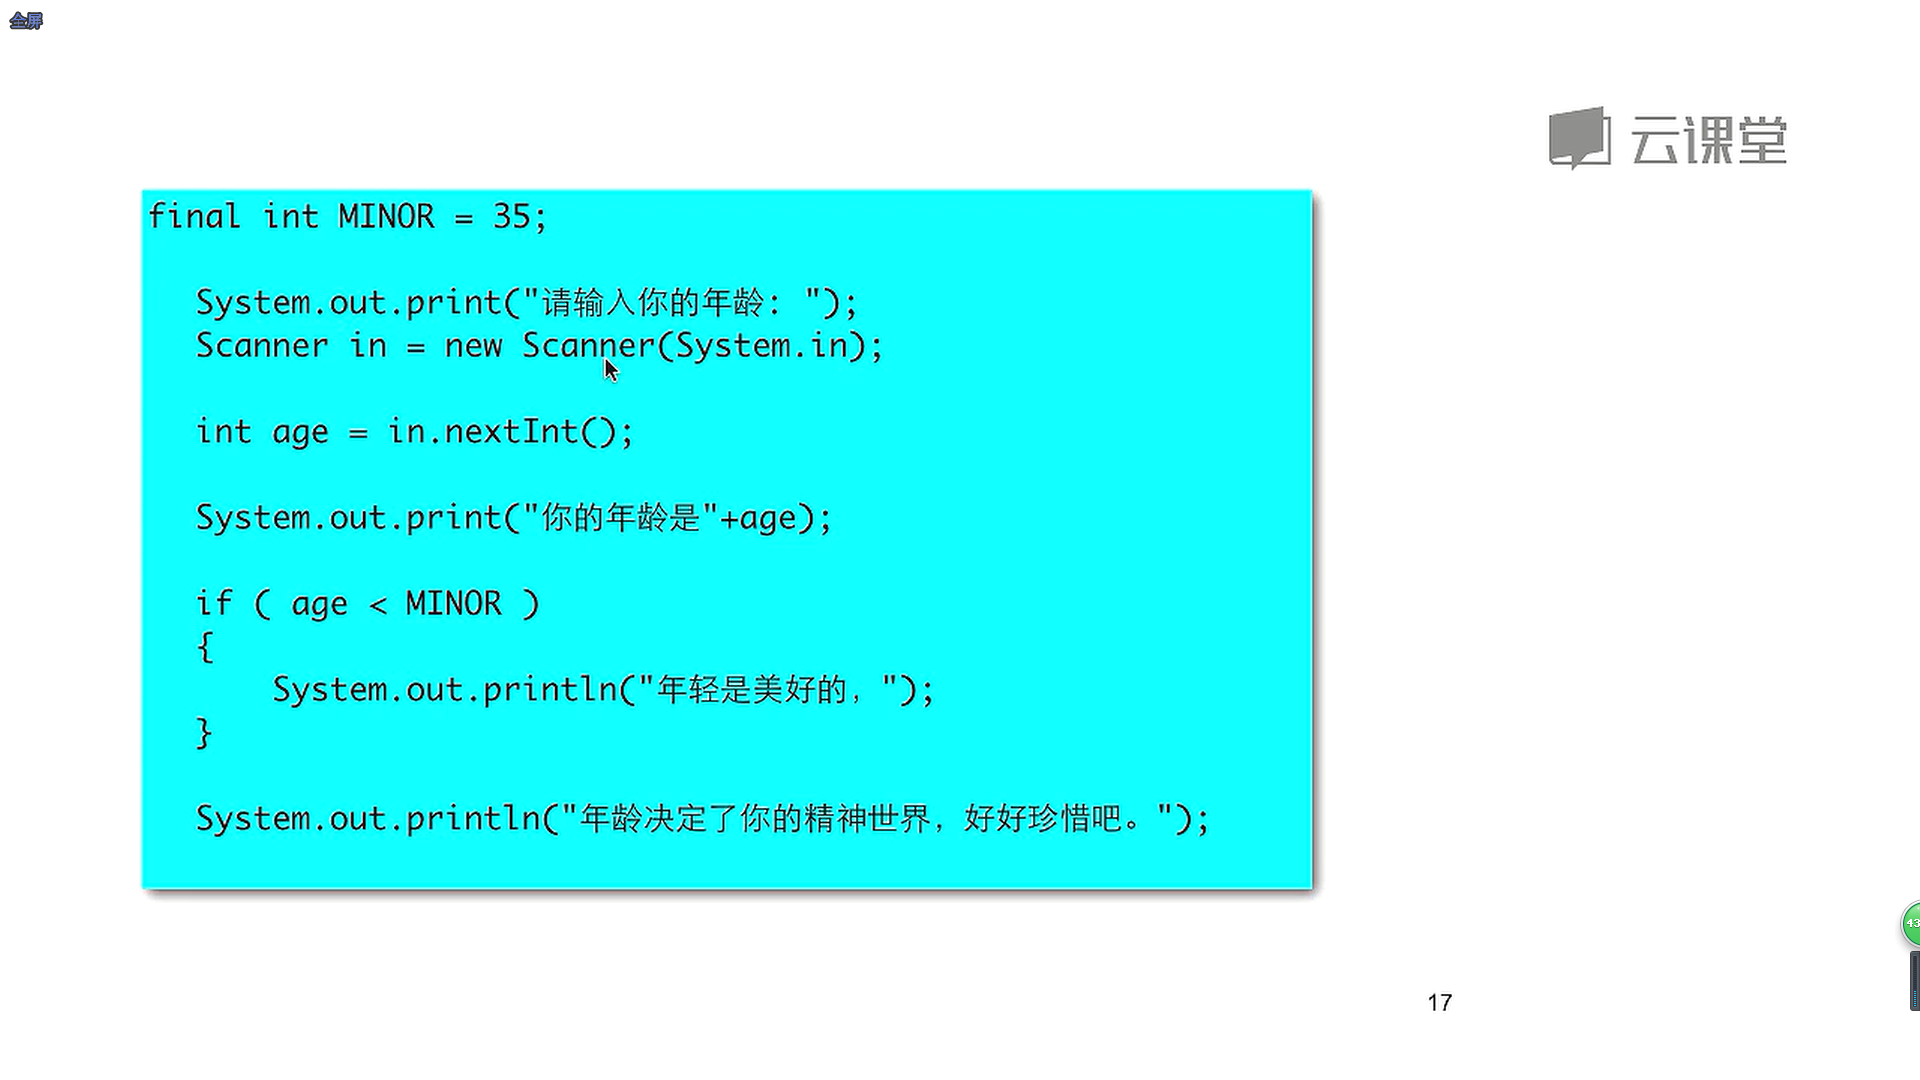 全屏
云课堂
final int MINOR = 35;
System.out.print("请输入你的年龄: ");
Scanner in = new Scanner(System.in);
int age = in.nextInt();
System.out.print("你的年龄是"+age);
if ( age < MINOR )
{
System.out.println("年轻是美好的，");
}
System.out.println("年龄决定了你的精神世界，好好珍惜吧。");
43
17